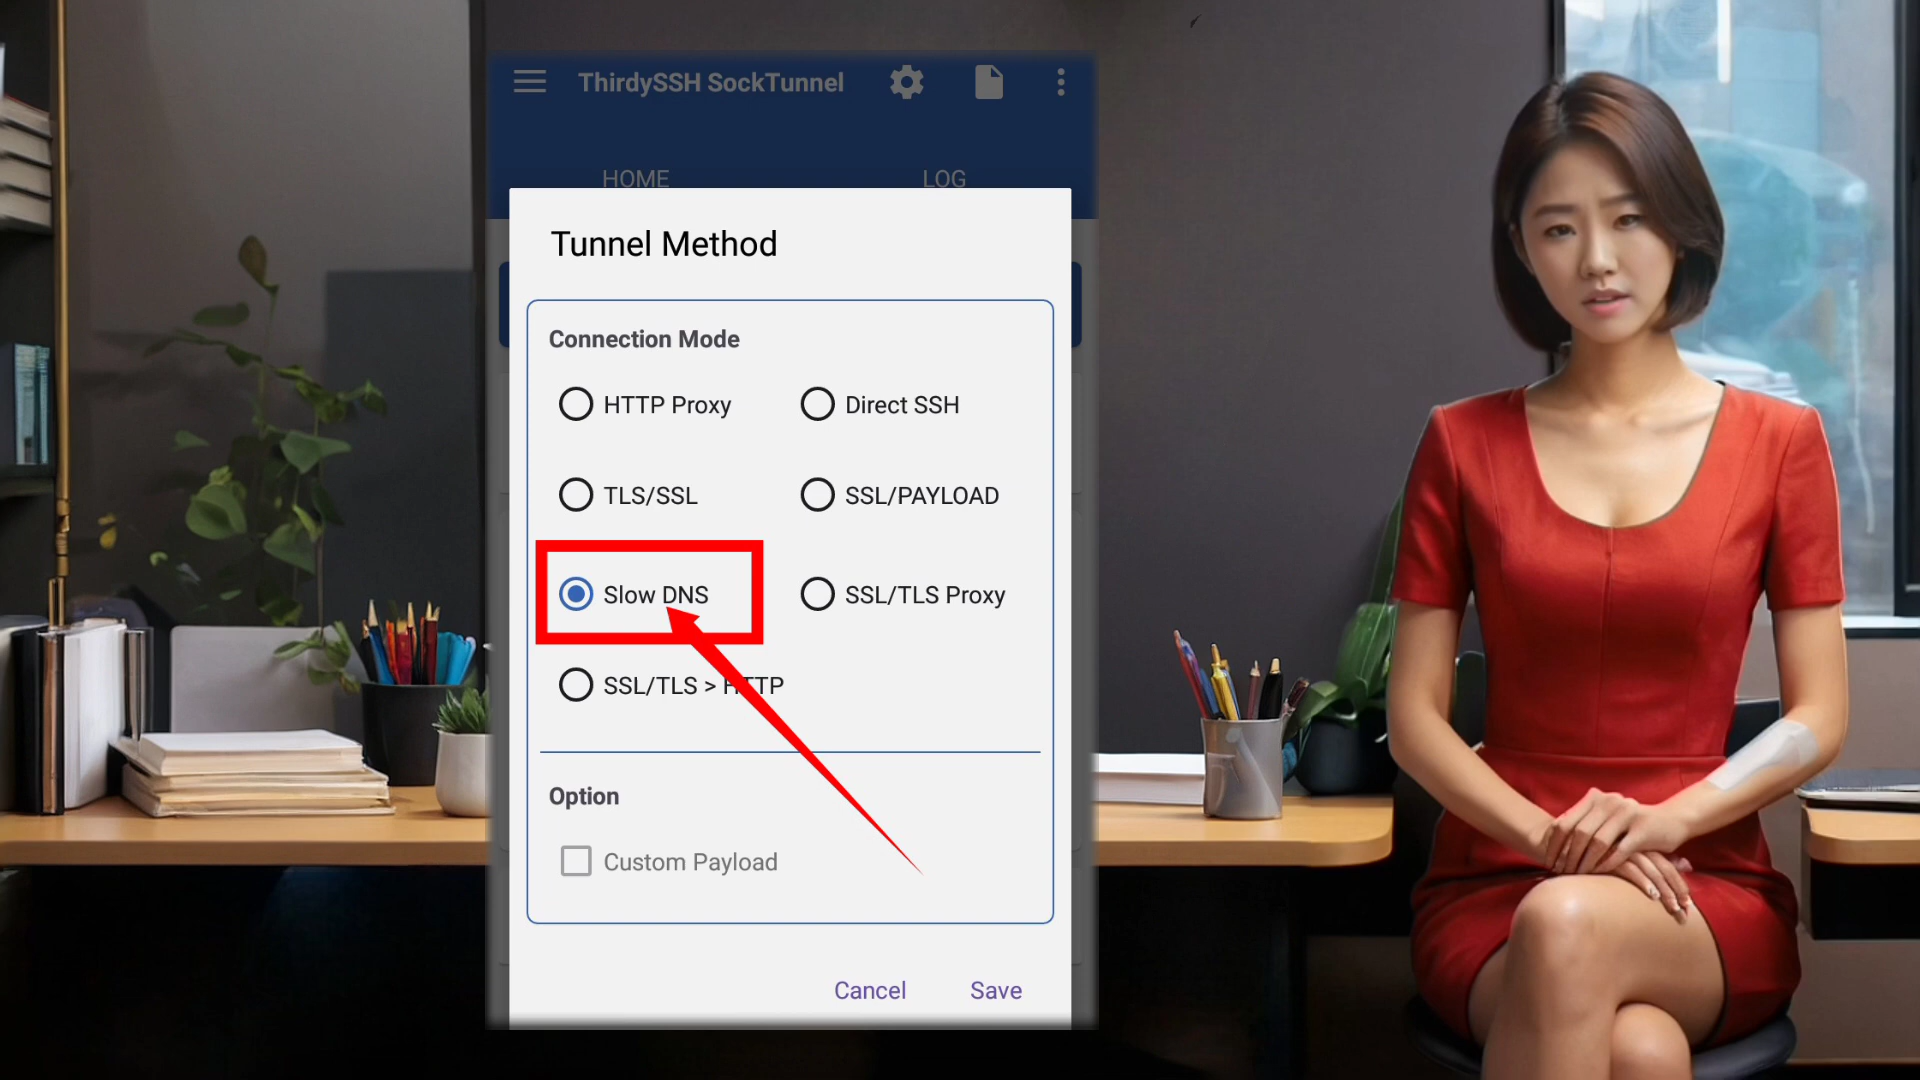 ThirdySSH SockTunnel
HOME LOG
Tunnel Method
Connection Mode
HTTP Proxy Direct SSH
TLS/SSL SSL/PAYLOAD
Slow DNS SSL/TLS Proxy
SSL/TLS > HTTP
Option
Custom Payload
Cancel Save